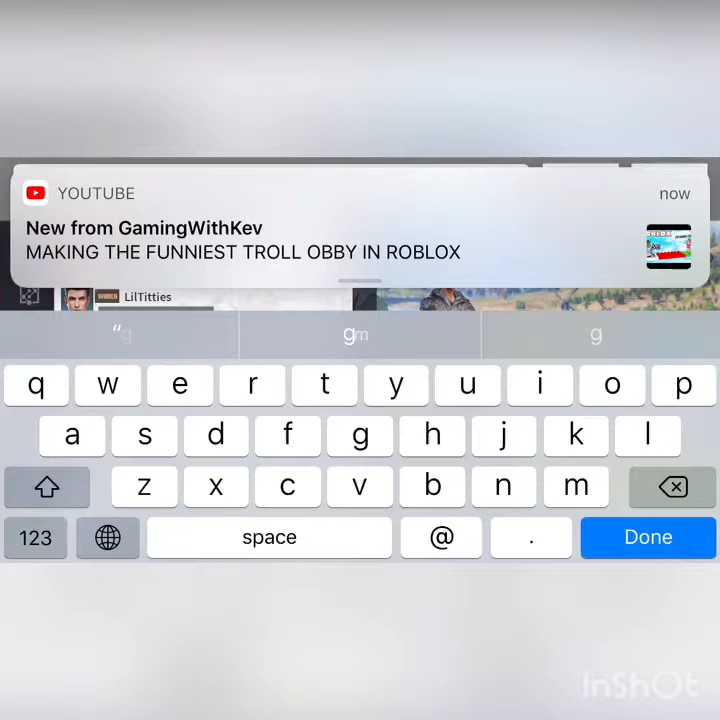 YOUTUBE now
New from GamingWithKev
MAKING THE FUNNIEST TROLL OBBY IN ROBLOX
LilTitties
"g gm g
q w e r t y u i o p
a s d f g h j k l
z x c v b n m
123 space @ . Done
InShOt